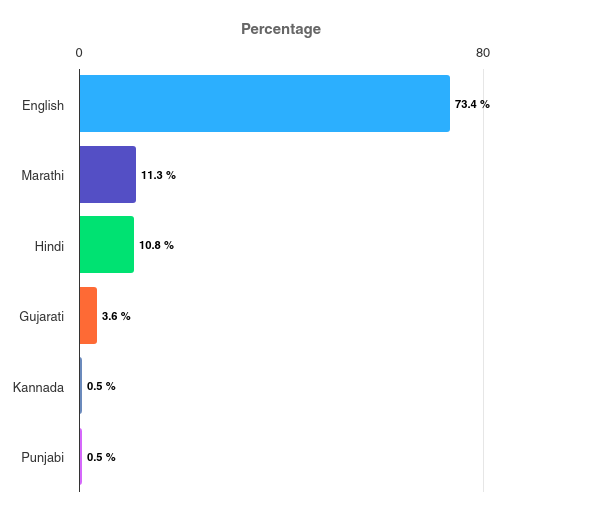 Percentage
0 80
English 73.4 %
Marathi 11.3 %
Hindi 10.8 %
Gujarati 3.6 %
Kannada 0.5 %
Punjabi 0.5 %